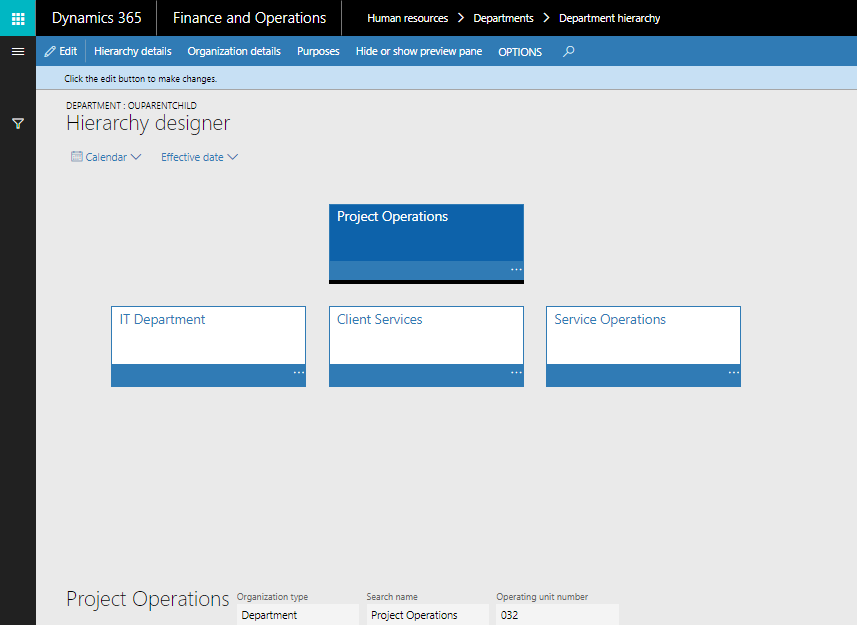 Dynamics 365 Finance and Operations Human resources Departments Department hierarchy
Edit Hierarchy details Organization details Purposes Hide or show preview pane OPTIONS
Click the edit button to make changes.
DEPARTMENT : OUPARENTCHILD
Hierarchy designer
Calendar Effective date
Project Operations
IT Department Client Services Service Operations
Project Operations
Organization type Search name Operating unit number
Department Project Operations 032